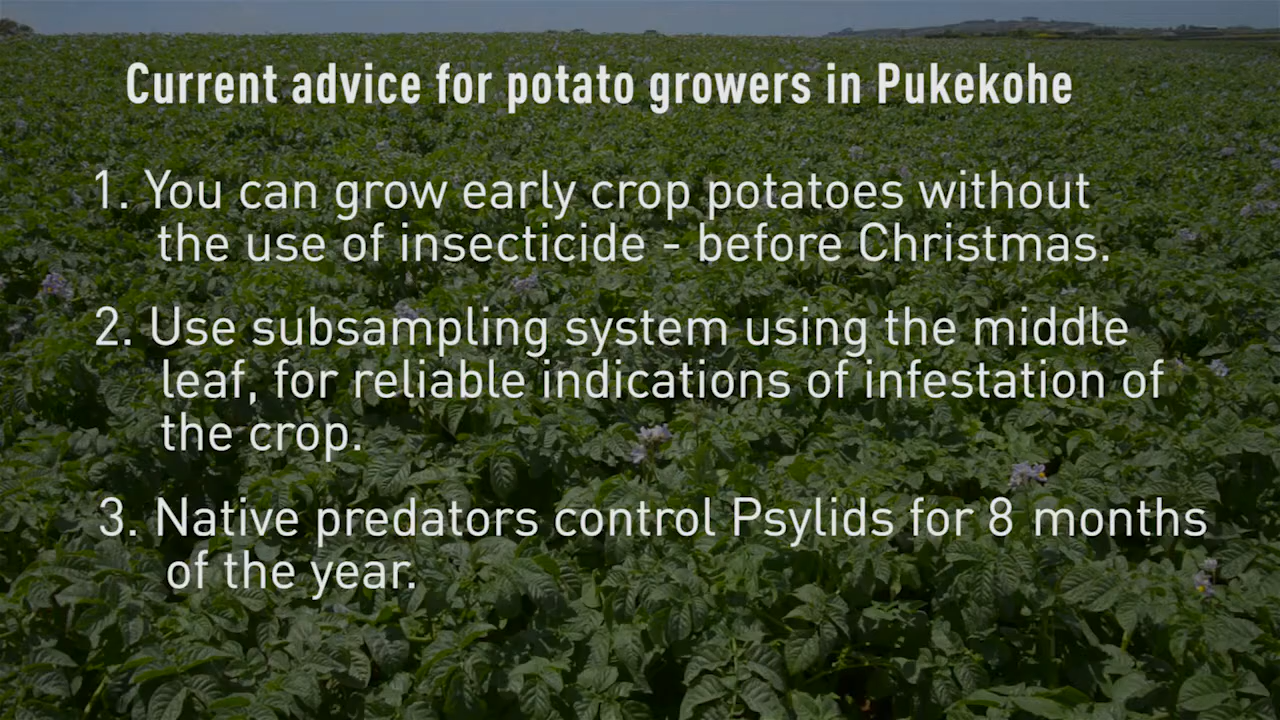 Current advice for potato growers in Pukekohe
1. You can grow early crop potatoes without
the use of insecticide - before Christmas.
2. Use subsampling system using the middle
leaf, for reliable indications of infestation of
the crop.
3. Native predators control Psylids for 8 months
of the year.